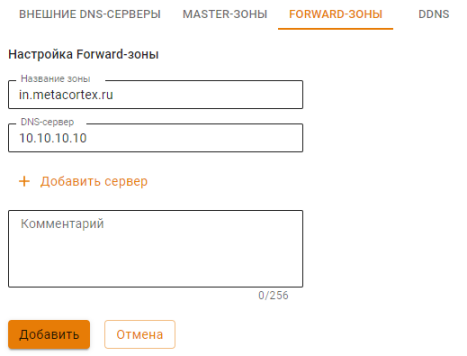 ВНЕШНИЕ DNS-СЕРВЕРЫ MASTER-ЗОНЫ FORWARD-ЗОНЫ DDNS
Настройка Forward-зоны
Название зоны
in.metacortex.ru
DNS-сервер
10.10.10.10
+ Добавить сервер
Комментарий
0/256
Добавить Отмена